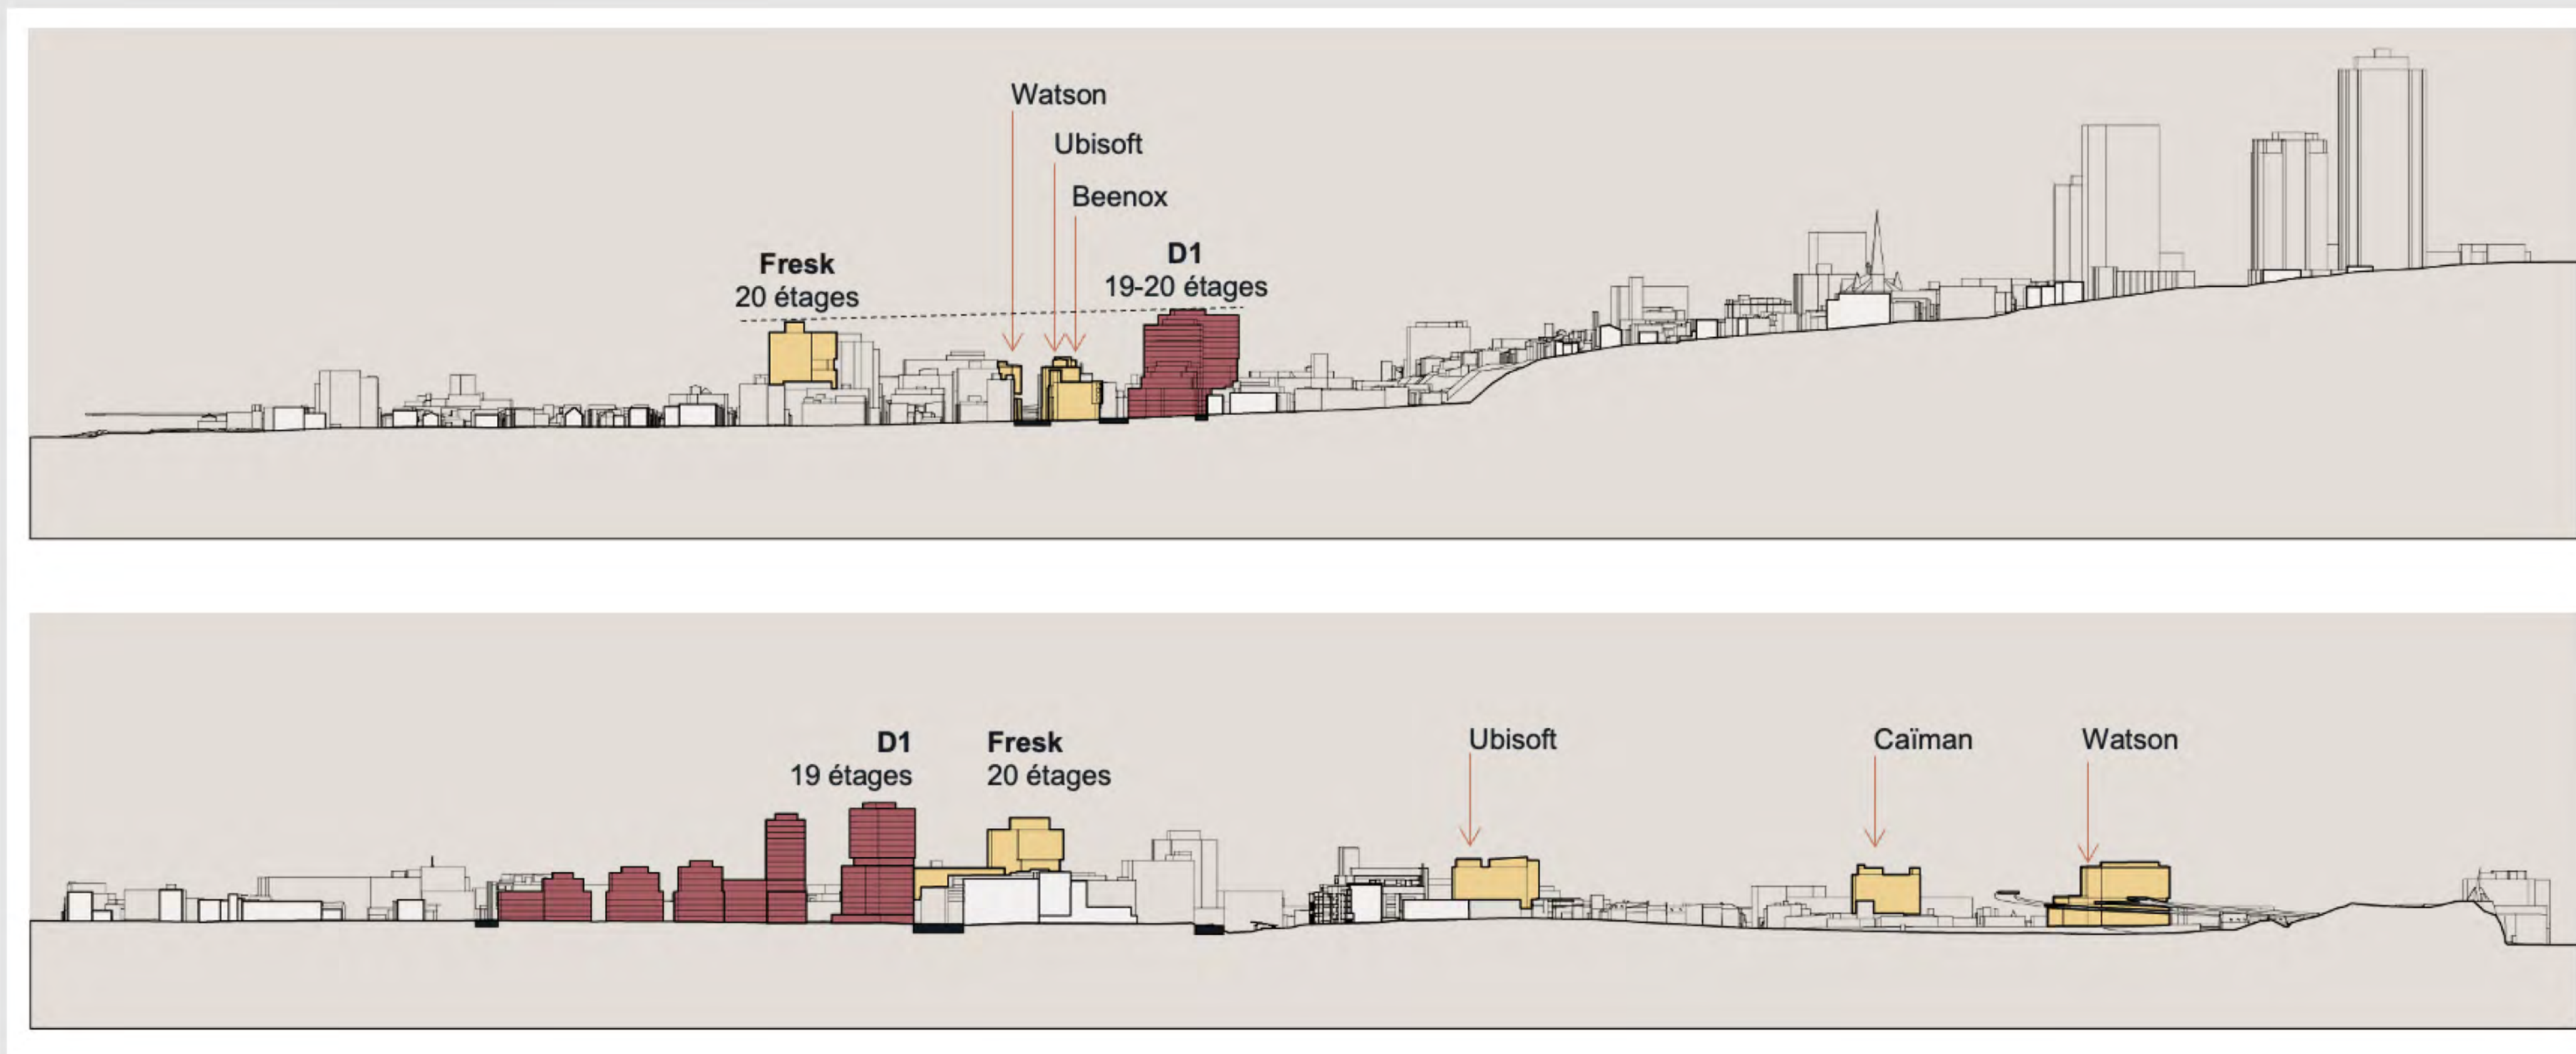 Watson
Ubisoft
Beenox
Fresk
20 étages
D1
19-20 étages
D1
19 étages
Fresk
20 étages
Ubisoft
Caïman
Watson